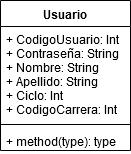 Usuario
+ CodigoUsuario: Int
+ Contraseña: String
+ Nombre: String
+ Apellido: String
+ Ciclo: Int
+ CodigoCarrera: Int
+ method(type): type